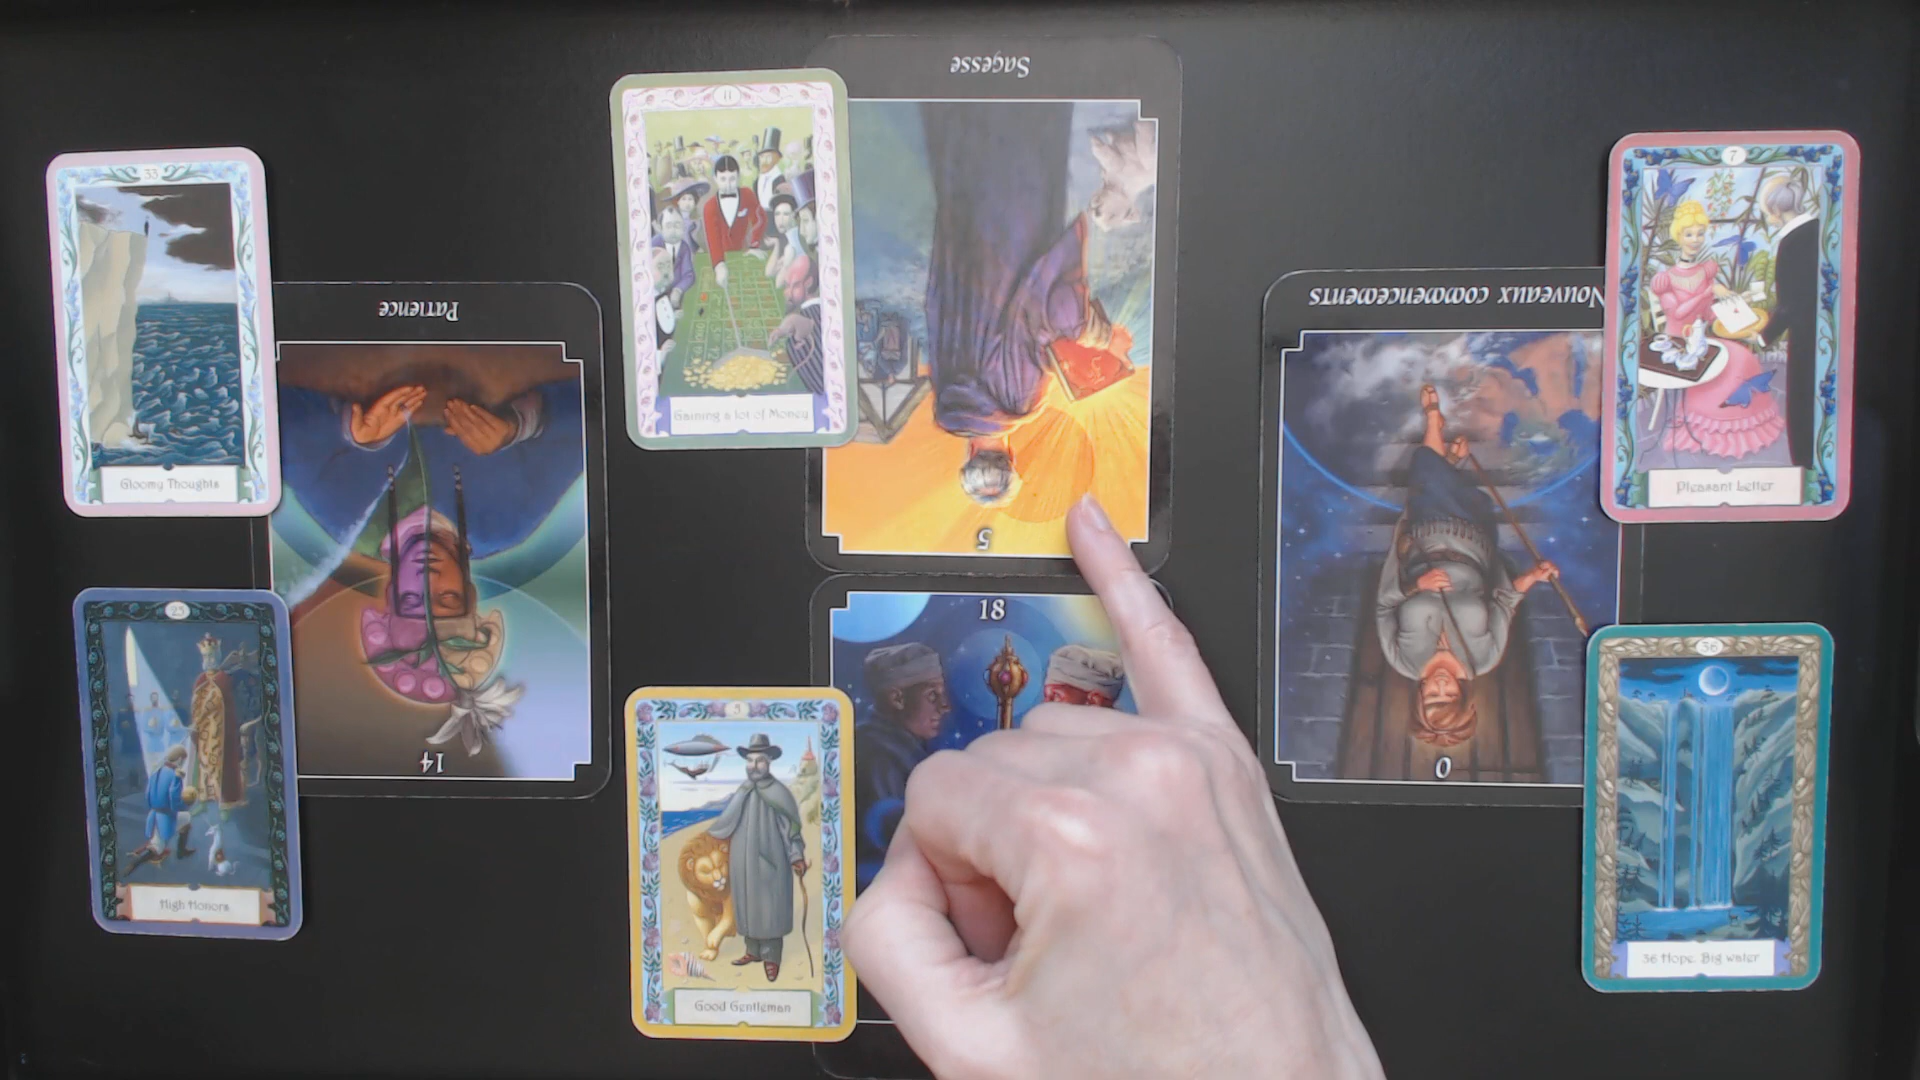 33
Gloomy Thoughts
Patience
14
23
High Honors
11
Gaining a lot of Money
Sagesse
5
18
Good Gentleman
Nouveaux commencements
0
7
Pleasant Letter
36
36 Hope, Big water